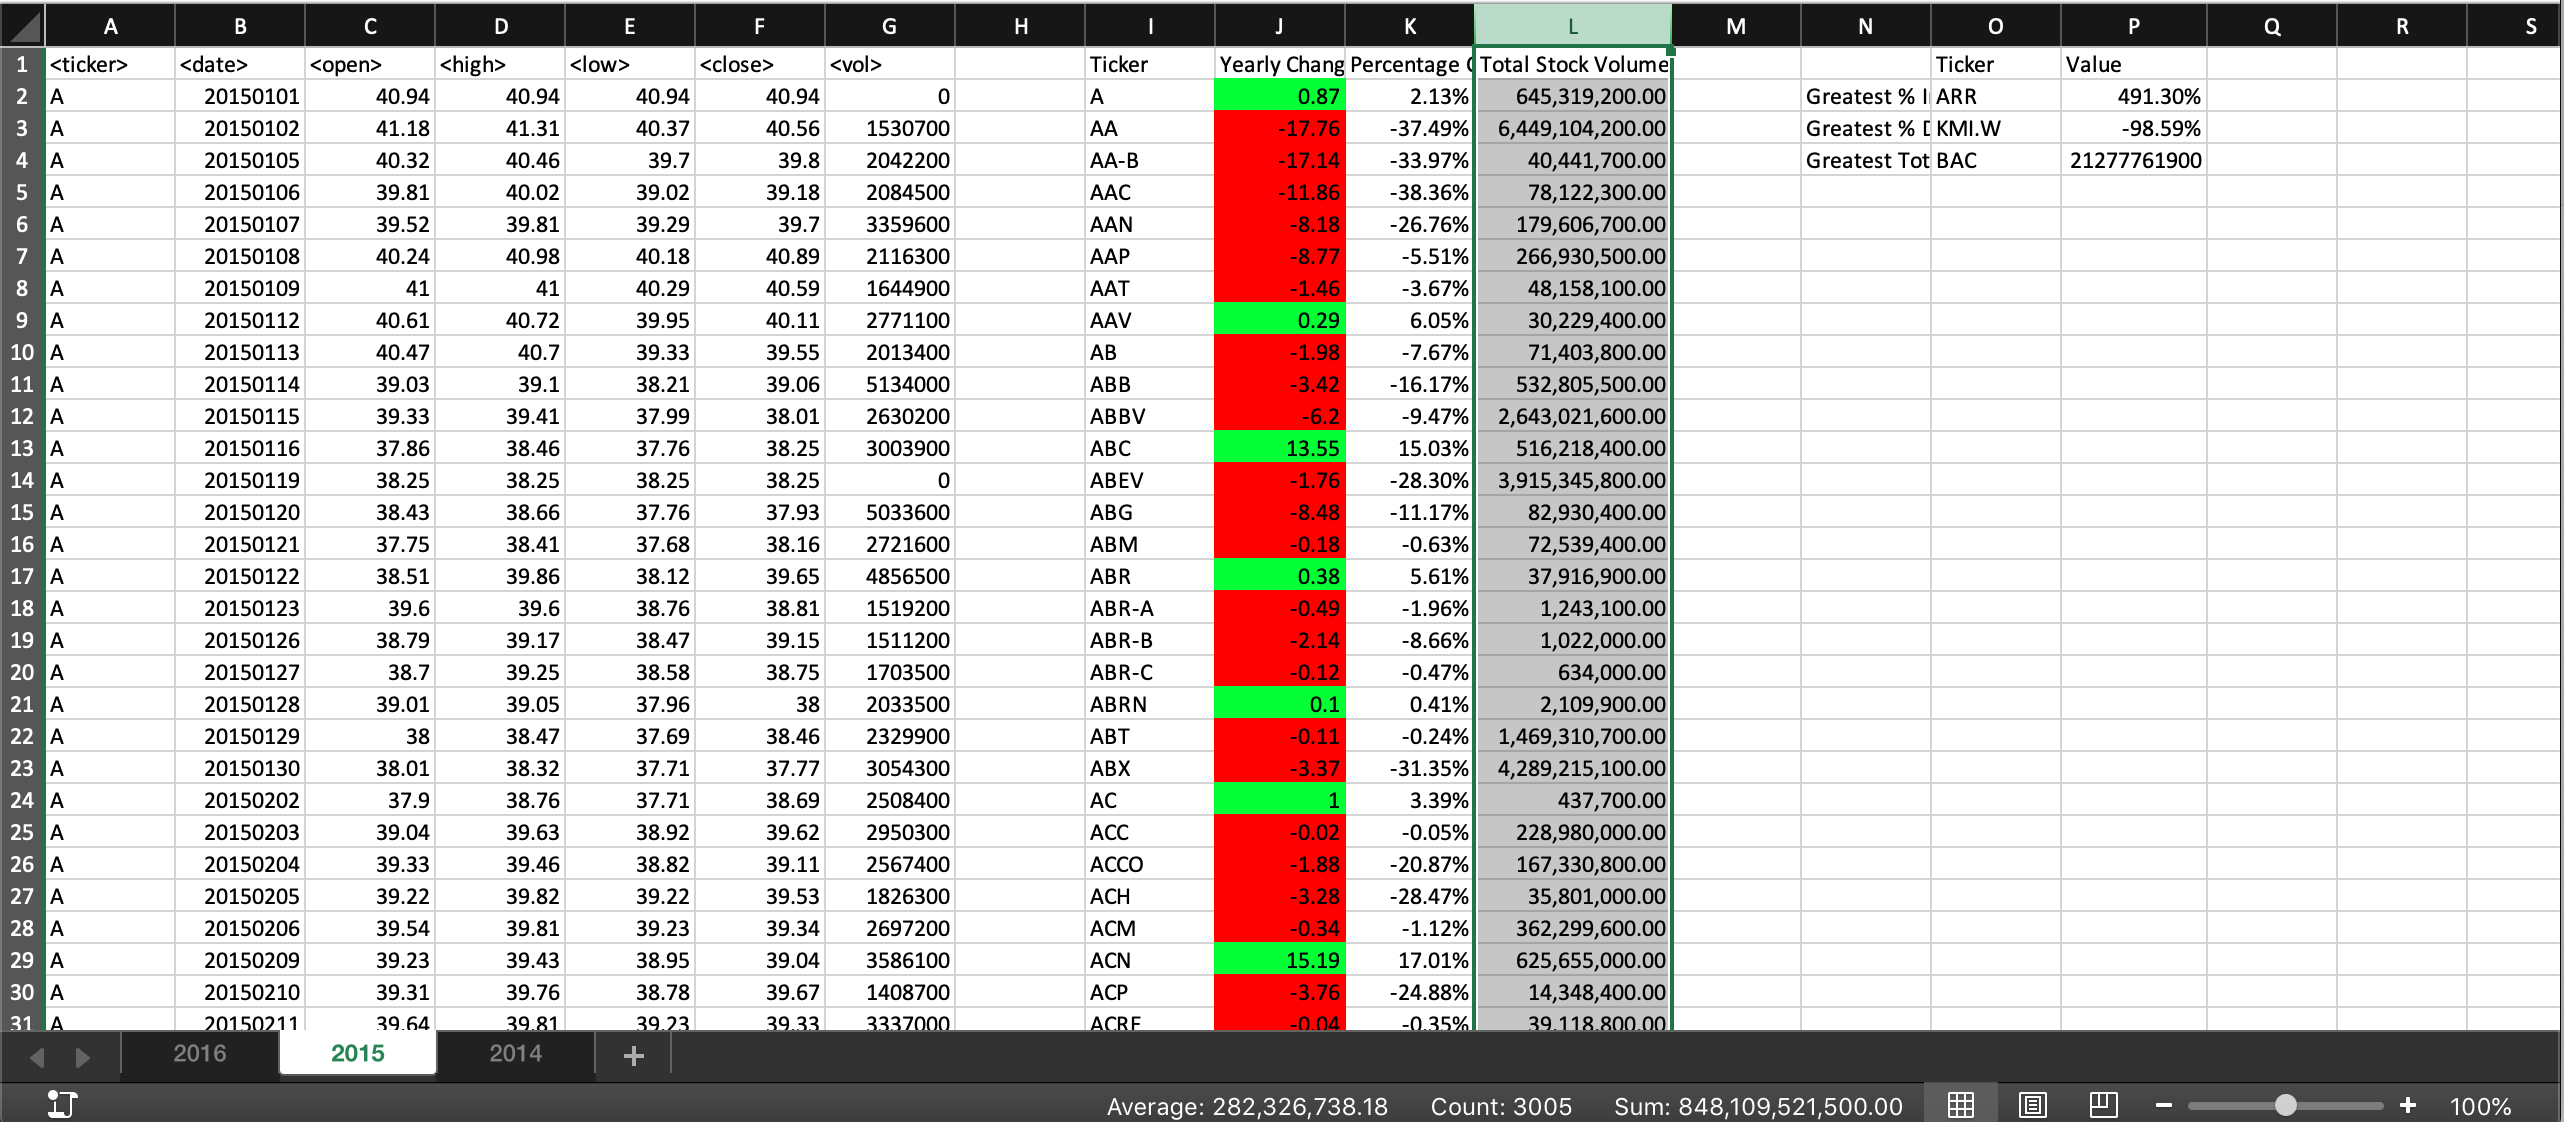 A B C D E F G H I J K L M N O P Q R S
1 <ticker> <date> <open> <high> <low> <close> <vol> Ticker Yearly Chang Percentage Total Stock Volume Ticker Value
2 A 20150101 40.94 40.94 40.94 40.94 0 A 0.87 2.13% 645,319,200.00 Greatest % I ARR 491.30%
3 A 20150102 41.18 41.31 40.37 40.56 1530700 AA -17.76 -37.49% 6,449,104,200.00 Greatest % D KMI.W -98.59%
4 A 20150105 40.32 40.46 39.7 39.8 2042200 AA-B -17.14 -33.97% 40,441,700.00 Greatest Tot BAC 21277761900
5 A 20150106 39.81 40.02 39.02 39.18 2084500 AAC -11.86 -38.36% 78,122,300.00
6 A 20150107 39.52 39.81 39.29 39.7 3359600 AAN -8.18 -26.76% 179,606,700.00
7 A 20150108 40.24 40.98 40.18 40.89 2116300 AAP -8.77 -5.51% 266,930,500.00
8 A 20150109 41 41 40.29 40.59 1644900 AAT -1.46 -3.67% 48,158,100.00
9 A 20150112 40.61 40.72 39.95 40.11 2771100 AAV 0.29 6.05% 30,229,400.00
10 A 20150113 40.47 40.7 39.33 39.55 2013400 AB -1.98 -7.67% 71,403,800.00
11 A 20150114 39.03 39.1 38.21 39.06 5134000 ABB -3.42 -16.17% 532,805,500.00
12 A 20150115 39.33 39.41 37.99 38.01 2630200 ABBV -6.2 -9.47% 2,643,021,600.00
13 A 20150116 37.86 38.46 37.76 38.25 3003900 ABC 13.55 15.03% 516,218,400.00
14 A 20150119 38.25 38.25 38.25 38.25 0 ABEV -1.76 -28.30% 3,915,345,800.00
15 A 20150120 38.43 38.66 37.76 37.93 5033600 ABG -8.48 -11.17% 82,930,400.00
16 A 20150121 37.75 38.41 37.68 38.16 2721600 ABM -0.18 -0.63% 72,539,400.00
17 A 20150122 38.51 39.86 38.12 39.65 4856500 ABR 0.38 5.61% 37,916,900.00
18 A 20150123 39.6 39.6 38.76 38.81 1519200 ABR-A -0.49 -1.96% 1,243,100.00
19 A 20150126 38.79 39.17 38.47 39.15 1511200 ABR-B -2.14 -8.66% 1,022,000.00
20 A 20150127 38.7 39.25 38.58 38.75 1703500 ABR-C -0.12 -0.47% 634,000.00
21 A 20150128 39.01 39.05 37.96 38 2033500 ABRN 0.1 0.41% 2,109,900.00
22 A 20150129 38 38.47 37.69 38.46 2329900 ABT -0.11 -0.24% 1,469,310,700.00
23 A 20150130 38.01 38.32 37.71 37.77 3054300 ABX -3.37 -31.35% 4,289,215,100.00
24 A 20150202 37.9 38.76 37.71 38.69 2508400 AC 1 3.39% 437,700.00
25 A 20150203 39.04 39.63 38.92 39.62 2950300 ACC -0.02 -0.05% 228,980,000.00
26 A 20150204 39.33 39.46 38.82 39.11 2567400 ACCO -1.88 -20.87% 167,330,800.00
27 A 20150205 39.22 39.82 39.22 39.53 1826300 ACH -3.28 -28.47% 35,801,000.00
28 A 20150206 39.54 39.81 39.23 39.34 2697200 ACM -0.34 -1.12% 362,299,600.00
29 A 20150209 39.23 39.43 38.95 39.04 3586100 ACN 15.19 17.01% 625,655,000.00
30 A 20150210 39.31 39.76 38.78 39.67 1408700 ACP -3.76 -24.88% 14,348,400.00
31 A 20150211 39.64 39.81 39.23 39.33 3337000 ACRE -0.04 -0.35% 39,118,800.00
2016 2015 2014 +
Average: 282,326,738.18 Count: 3005 Sum: 848,109,521,500.00 100%